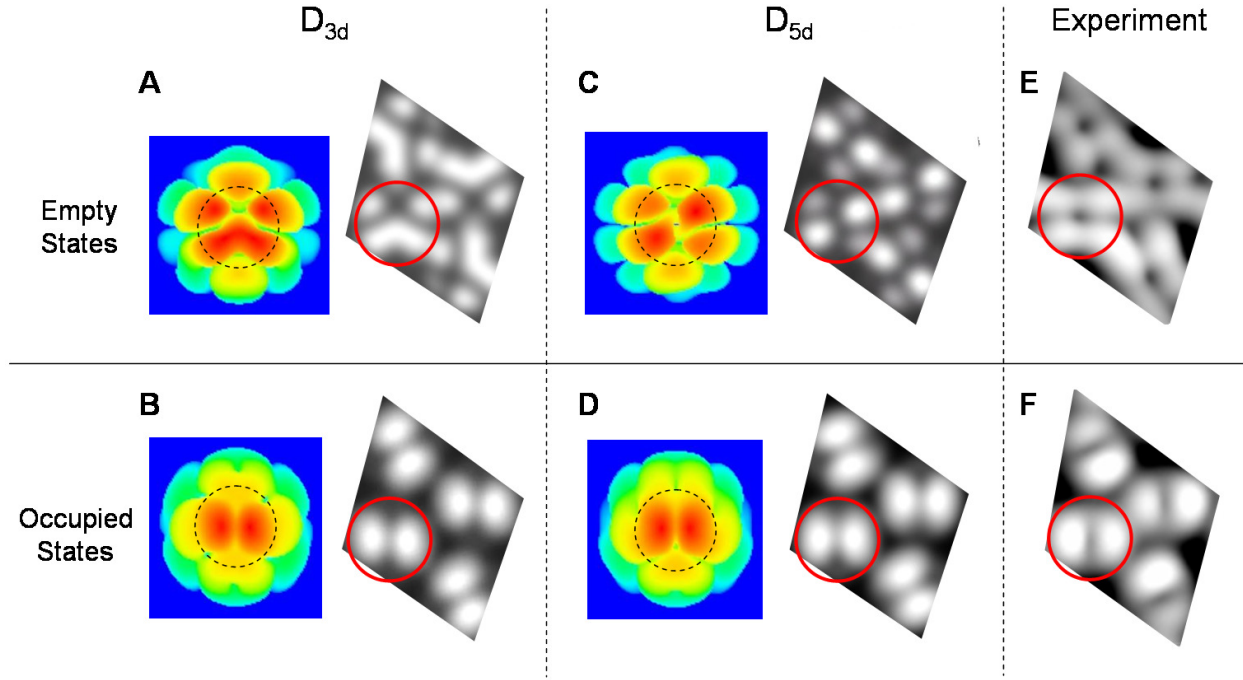 D3d
D5d
Experiment
A
C
E
Empty
States
B
D
F
Occupied
States